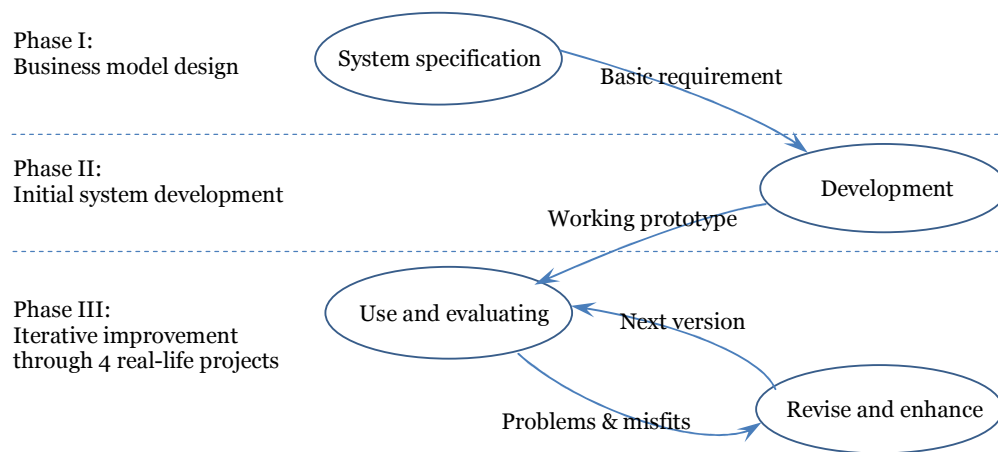 Phase I:
Business model design
System specification
Basic requirement
Phase II:
Initial system development
Development
Working prototype
Phase III:
Iterative improvement
through 4 real-life projects
Use and evaluating
Next version
Problems & misfits
Revise and enhance